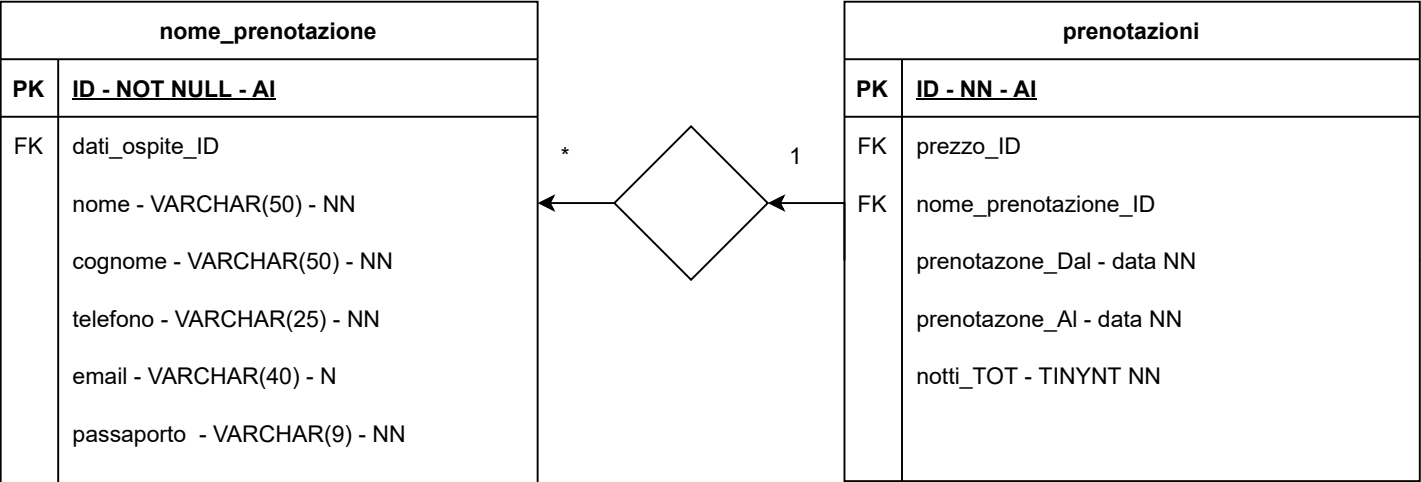 nome_prenotazione
PK ID - NOT NULL - AI
FK dati_ospite_ID
nome - VARCHAR(50) - NN
cognome - VARCHAR(50) - NN
telefono - VARCHAR(25) - NN
email - VARCHAR(40) - N
passaporto - VARCHAR(9) - NN
*
1
prenotazioni
PK ID - NN - AI
FK prezzo_ID
FK nome_prenotazione_ID
prenotazone_Dal - data NN
prenotazone_Al - data NN
notti_TOT - TINYNT NN